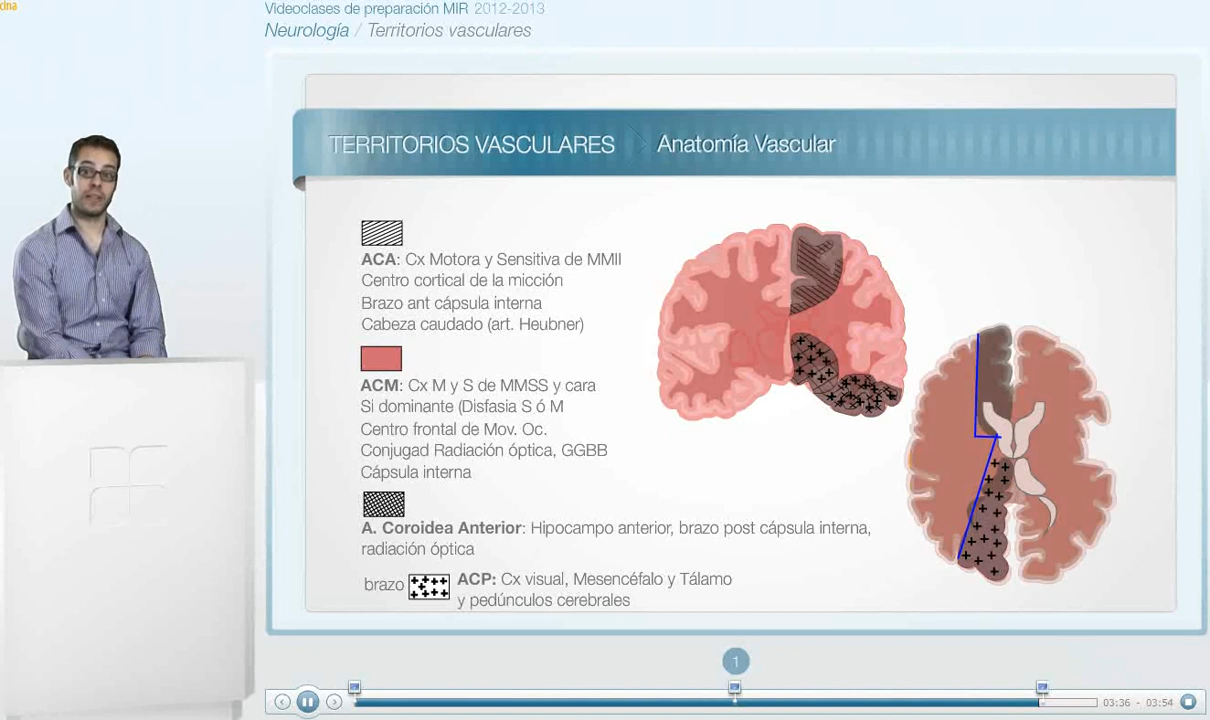 cina
Videoclases de preparación MIR 2012-2013
Neurología / Territorios vasculares
TERRITORIOS VASCULARES Anatomía Vascular
ACA: Cx Motora y Sensitiva de MMII
Centro cortical de la micción
Brazo ant cápsula interna
Cabeza caudado (art. Heubner)
ACM: Cx M y S de MMSS y cara
Si dominante (Disfasia S ó M
Centro frontal de Mov. Oc.
Conjugad Radiación óptica, GGBB
Cápsula interna
A. Coroidea Anterior: Hipocampo anterior, brazo post cápsula interna,
radiación óptica
brazo ACP: Cx visual, Mesencéfalo y Tálamo
y pedúnculos cerebrales
1
03:36 - 03:54